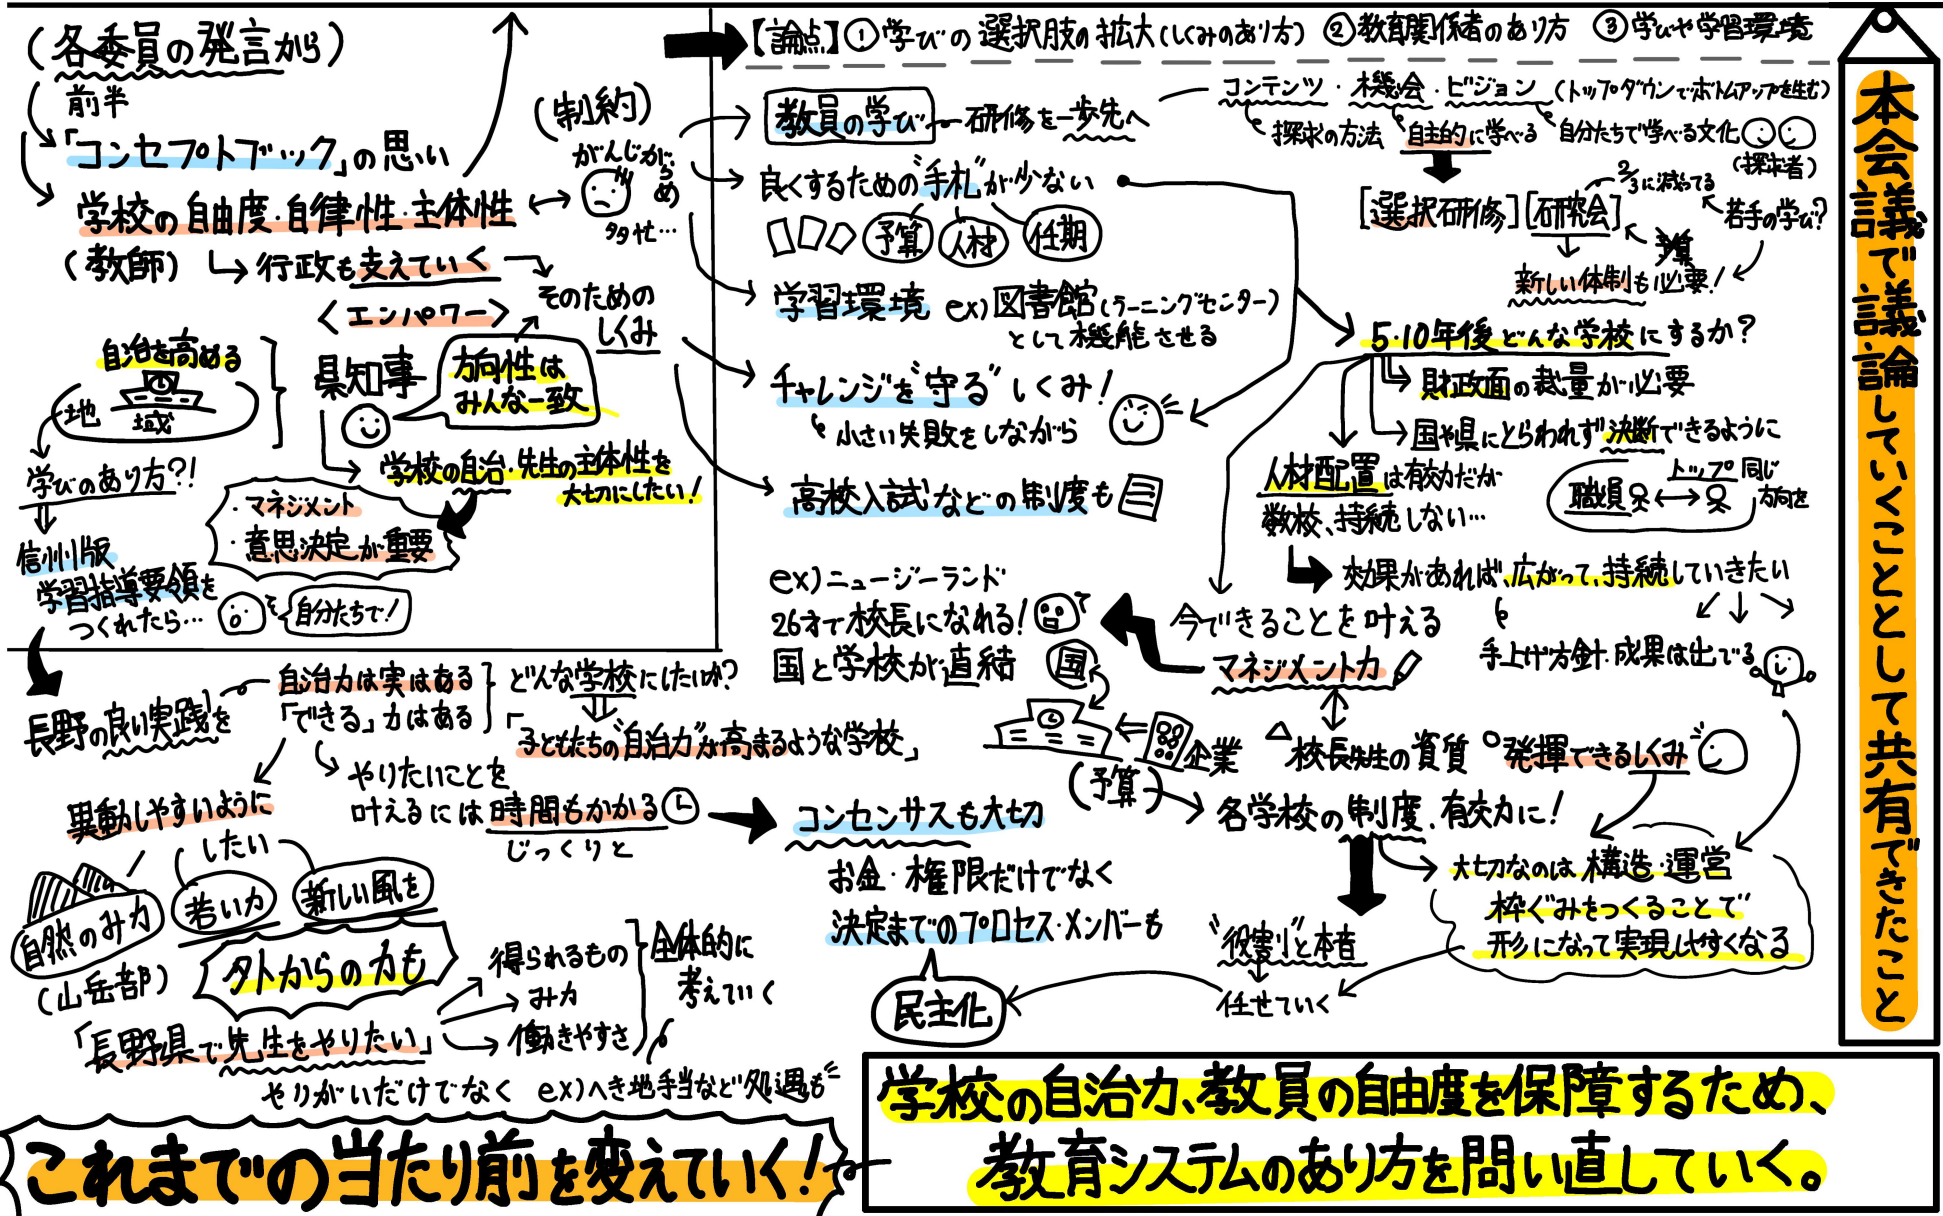 (各委員の発言から)
前半
「コンセプトブック」の思い
学校の自由度・自律性・主体性
(教師)
行政も支えていく
〈エンパワー〉
そのための
しくみ
(制約)
がんじがらめ
多忙…
自治を高める
地域
県知事
方向性は
みんな一致
学校の自治・先生の主体性を
大切にしたい!
・マネジメント
・意思決定が重要
学びのあり方?!
信州版
学習指導要領を
つくれたら…
自分たちで!
【論点】①学びの選択肢の拡大(しくみのあり方) ②教育関係者のあり方 ③学びや学習環境
教員の学び
研修を一歩先へ
コンテンツ・機会・ビジョン(トップダウンでボトムアップを生む)
探求の方法
自主的に学べる
自分たちで学べる文化
(探求者)
[選択研修][研究会]
2/3に減ってる
若手の学び?
予算
新しい体制も必要!
良くするための"手札"が少ない
予算
人材
任期
学習環境 ex)図書館(ラーニングセンター)
として機能させる
チャレンジを"守る"しくみ!
小さい失敗をしながら
高校入試などの制度も
5・10年後どんな学校にするか?
財政面の裁量が必要
国や県にとらわれず決断できるように
人材配置は有効だが
数校、持続しない…
職員
トップ
同じ
方向を
効果があれば、広がって、持続していきたい
手上げ方針・成果は出てる
ex)ニュージーランド
26才で校長になれる!
国と学校が直結
国
企業
(予算)
今できることを叶える
マネジメント力
△校長先生の資質 ○発揮できるしくみ
各学校の制度、有効に!
大切なのは構造・運営
枠ぐみをつくることで
形になって実現しやすくなる
"役割"と本音
任せていく
長野の良い実践を
自治力は実はある
「できる」力はある
どんな学校にしたいか?
「子どもたちの"自治力"が高まるような学校」
やりたいことを
叶えるには時間もかかる
じっくりと
コンセンサスも大切
お金・権限だけでなく
決定までのプロセス・メンバーも
民主化
異動しやすいように
したい
自然のみ力
(山岳部)
若い力
新しい風を
外からの力も
「長野県で先生をやりたい」
得られるもの
み力
働きやすさ
主体的に
考えていく
やりがいだけでなく ex)へき地手当など処遇も
これまでの当たり前を変えていく!
学校の自治力、教員の自由度を保障するため、
教育システムのあり方を問い直していく。
本会議で議論していくこととして共有できたこと